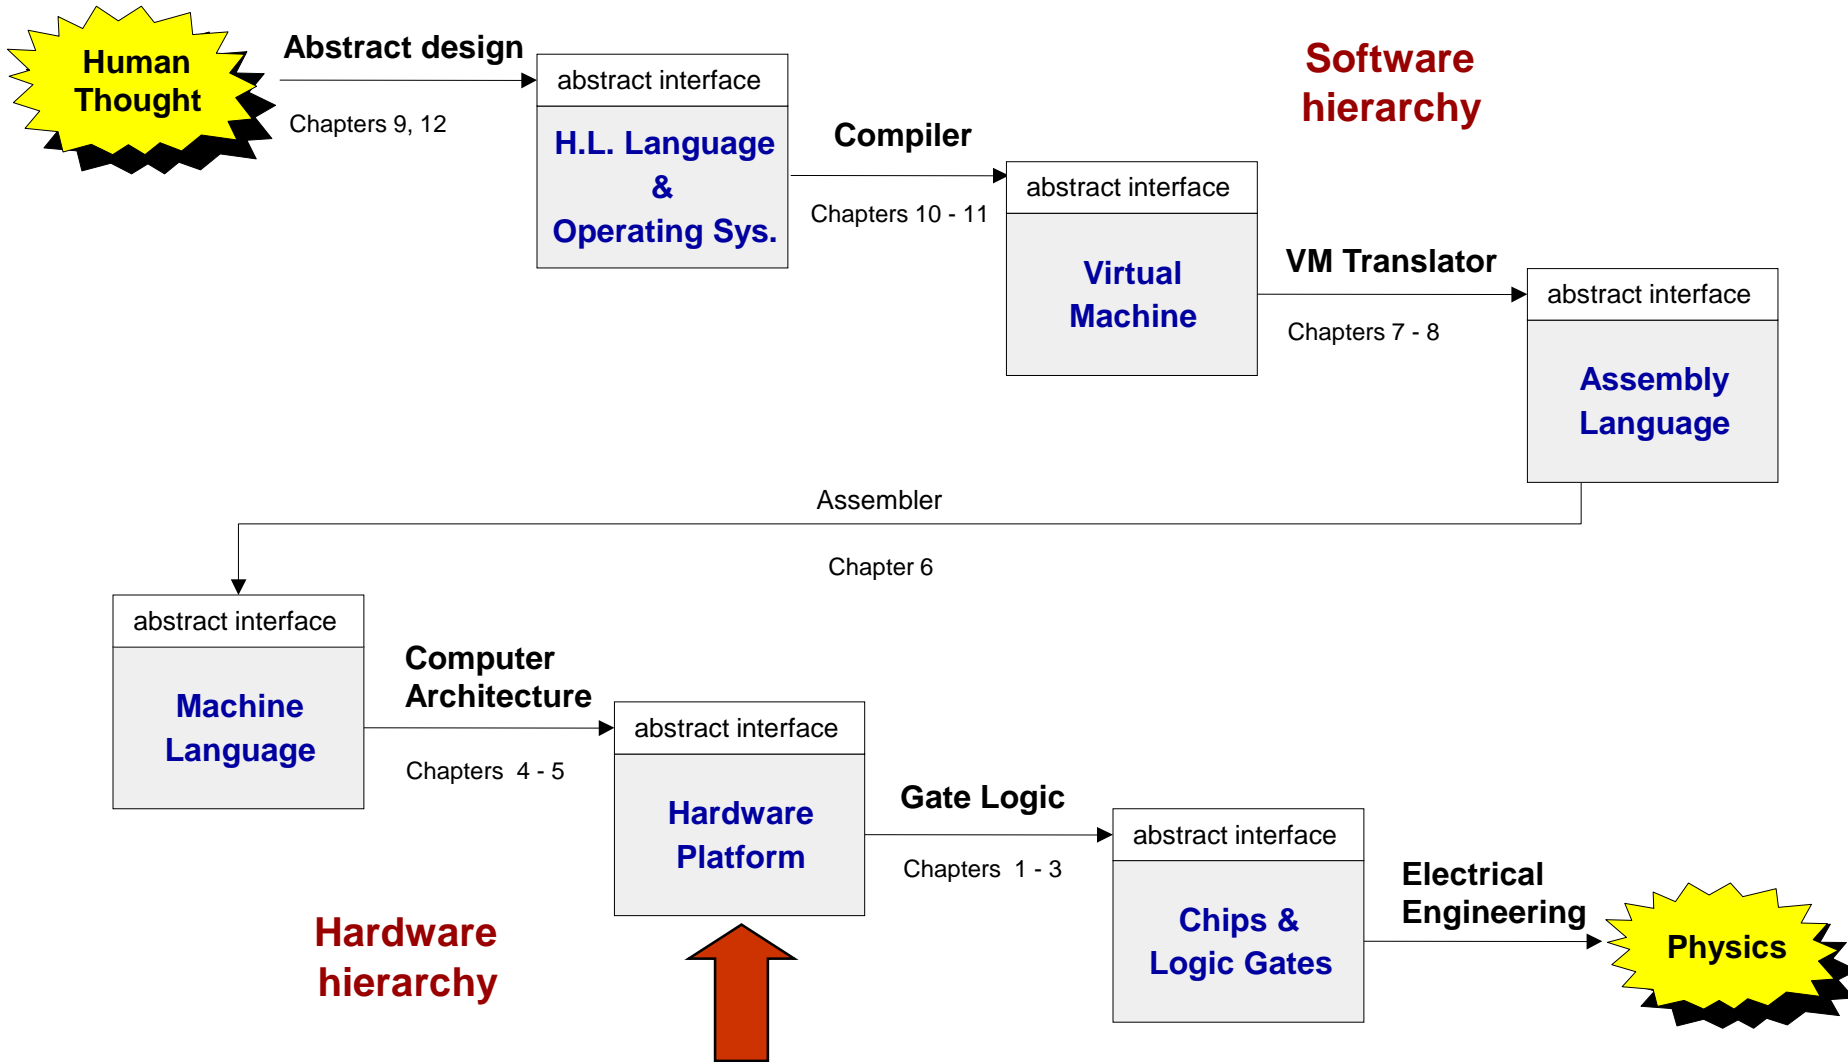 Human
Thought
Abstract design
Chapters 9, 12
abstract interface
H.L. Language
&
Operating Sys.
Software
hierarchy
Compiler
Chapters 10 - 11
abstract interface
Virtual
Machine
VM Translator
Chapters 7 - 8
abstract interface
Assembly
Language
Assembler
Chapter 6
abstract interface
Machine
Language
Computer
Architecture
Chapters 4 - 5
abstract interface
Hardware
Platform
Gate Logic
Chapters 1 - 3
abstract interface
Chips &
Logic Gates
Electrical
Engineering
Physics
Hardware
hierarchy